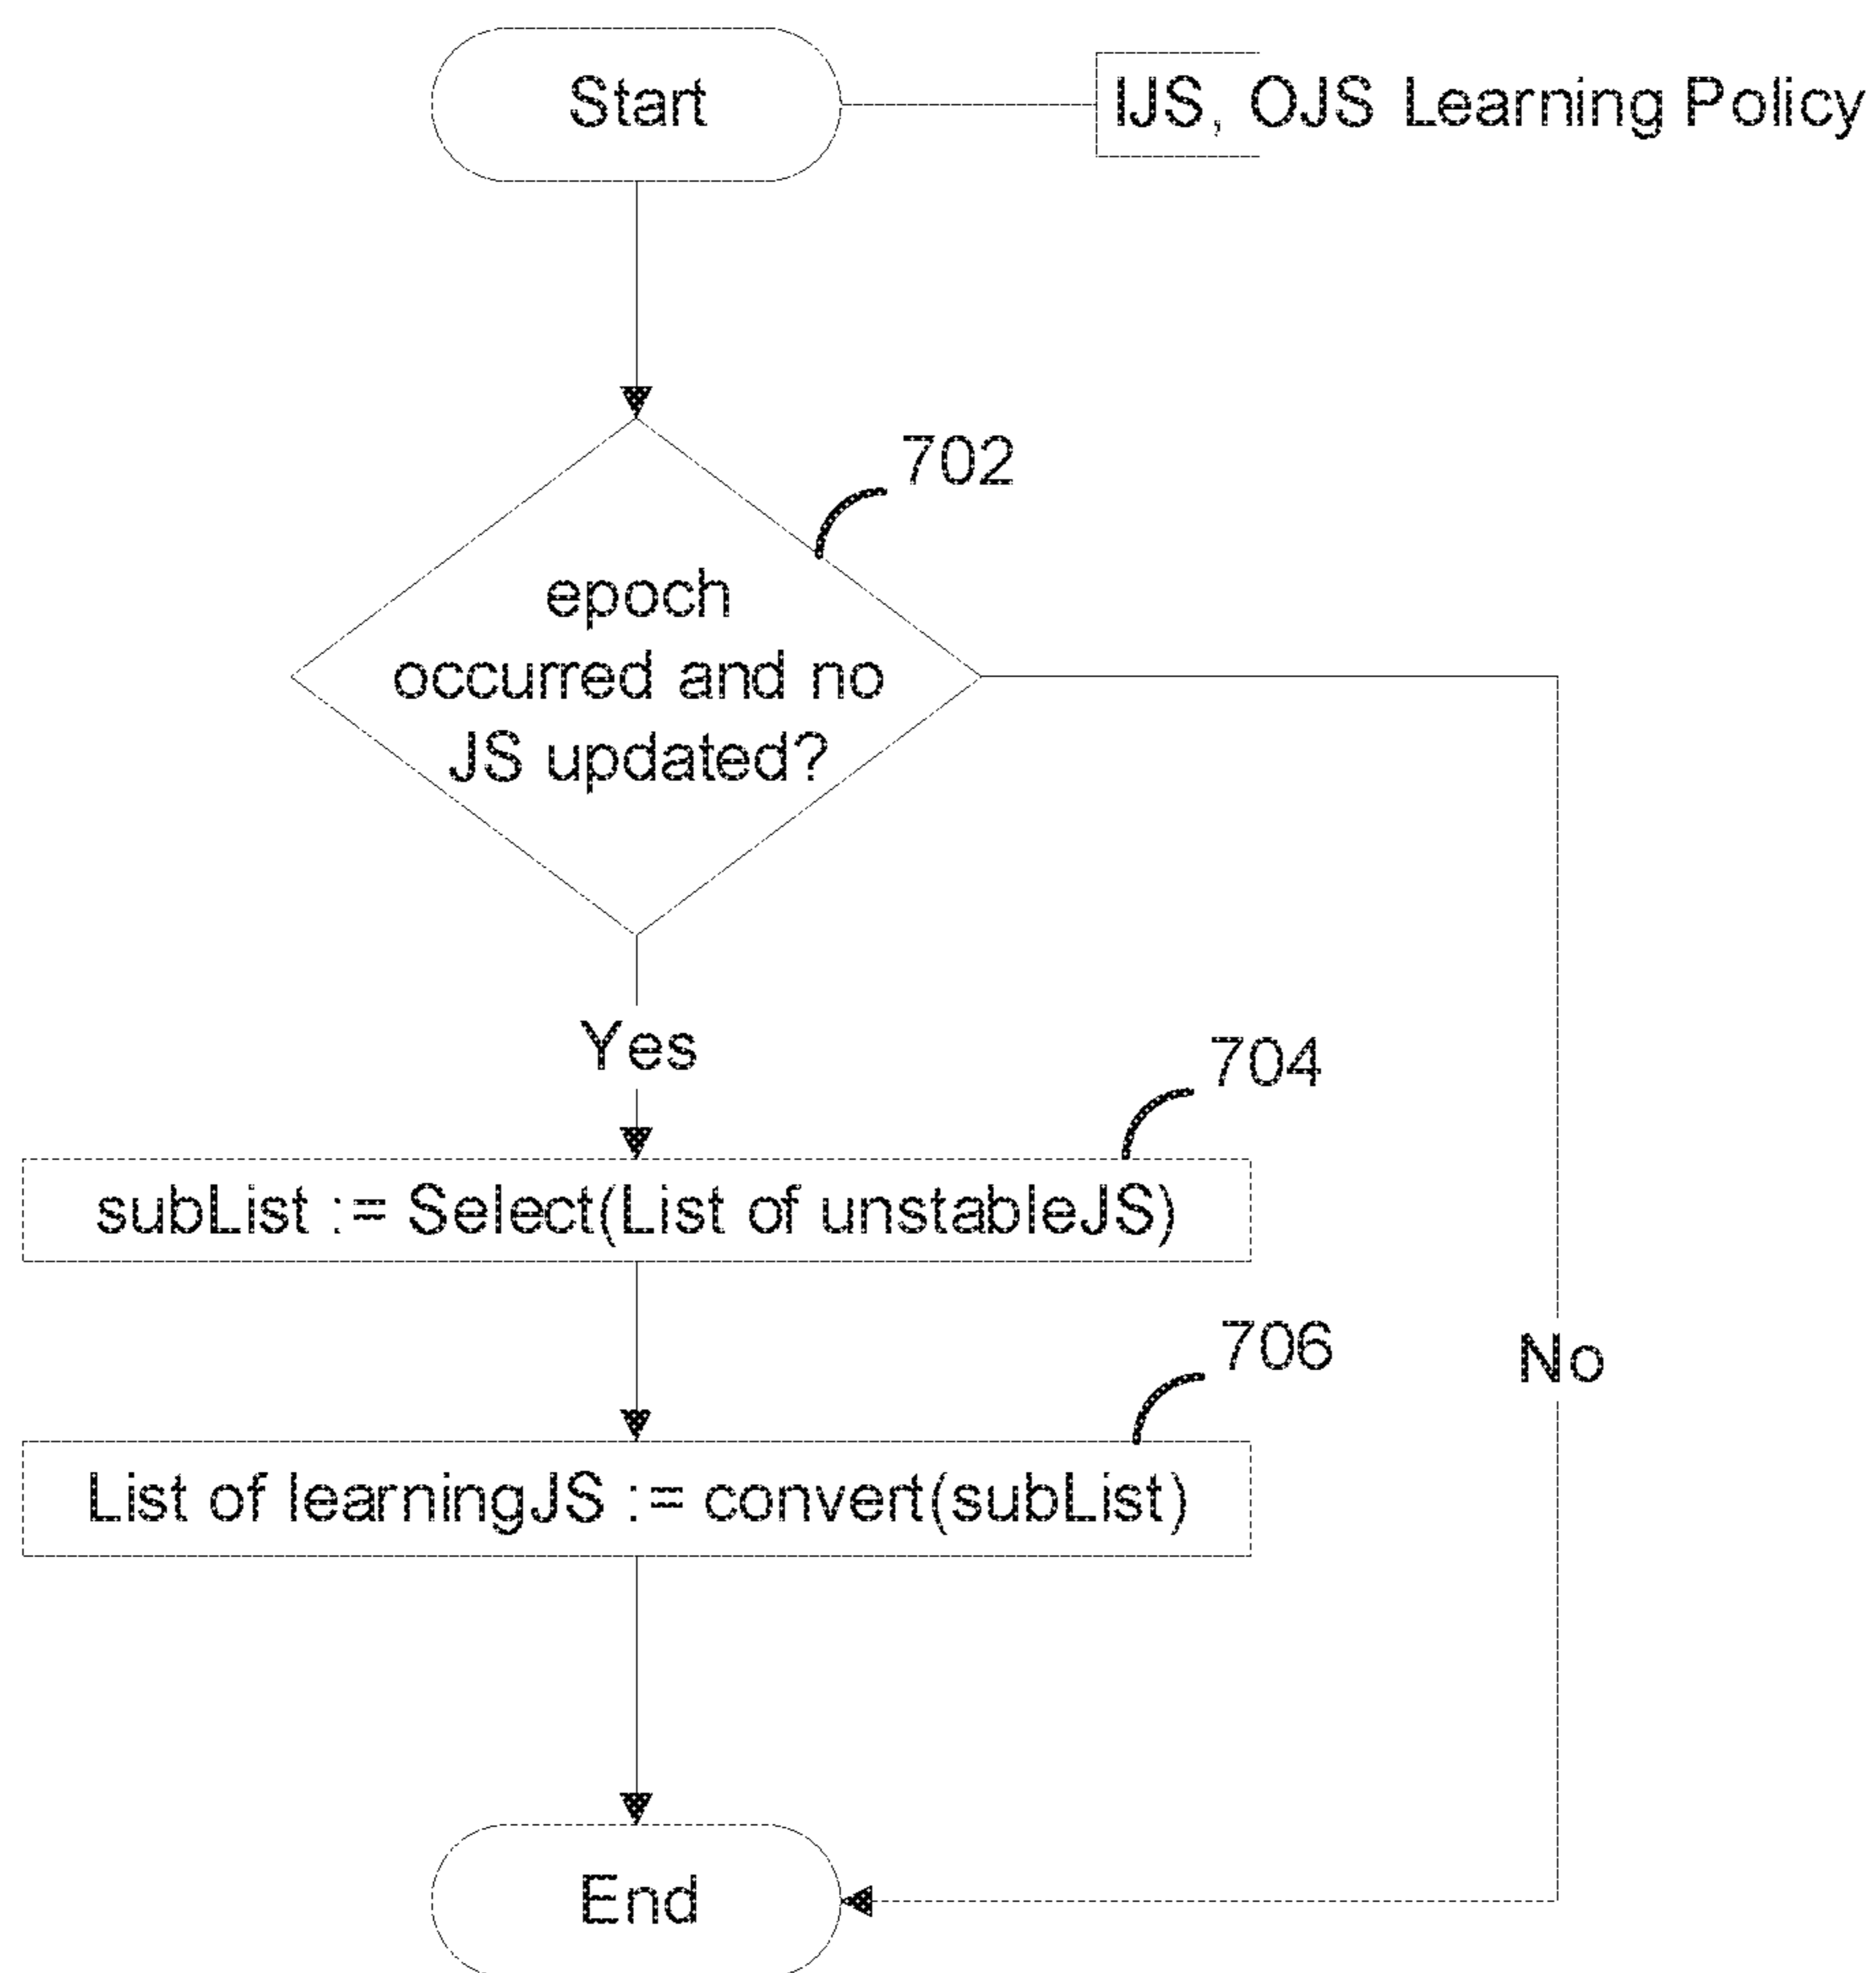 Start
IJS, OJS Learning Policy
702
epoch
occurred and no
JS updated?
Yes
704
subList := Select(List of unstableJS)
706
No
List of learningJS := convert(subList)
End